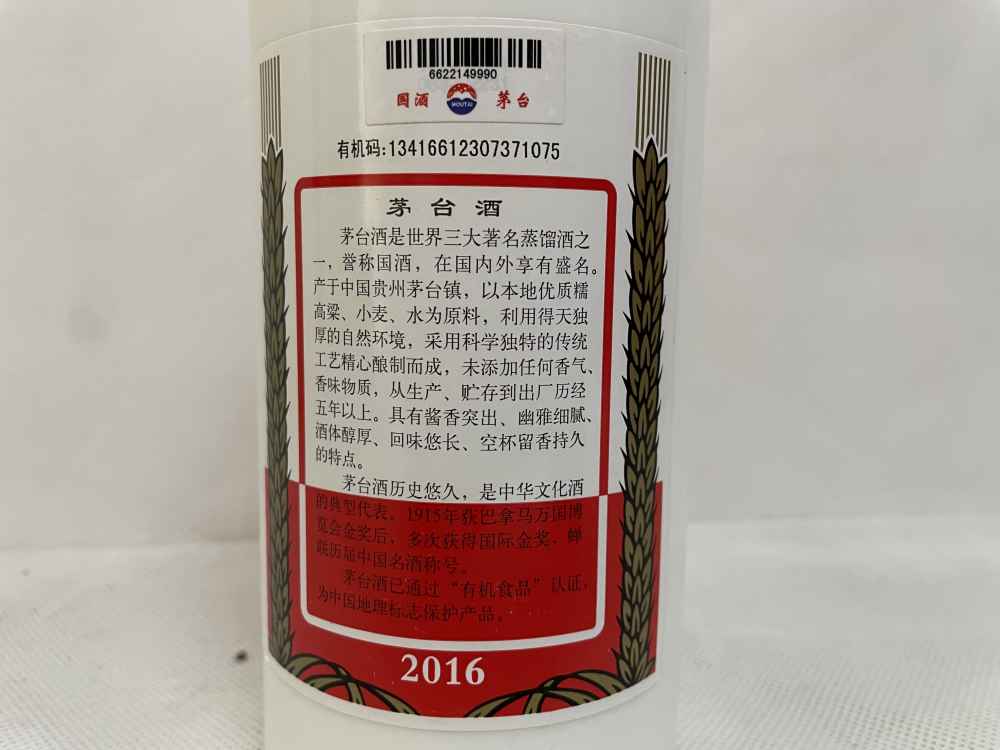 6622149990
国酒 MOUTAI 茅台
有机码:13416612307371075
茅台酒
茅台酒是世界三大著名蒸馏酒之
一，誉称国酒，在国内外享有盛名。
产于中国贵州茅台镇，以本地优质糯
高粱、小麦、水为原料，利用得天独
厚的自然环境，采用科学独特的传统
工艺精心酿制而成，未添加任何香气、
香味物质，从生产、贮存到出厂历经
五年以上。具有酱香突出、幽雅细腻、
酒体醇厚、回味悠长、空杯留香持久
的特点。
茅台酒历史悠久，是中华文化酒
的典型代表。1915年获巴拿马万国博
览会金奖后，多次获得国际金奖，蝉
联历届中国名酒称号。
茅台酒已通过“有机食品”认证，
为中国地理标志保护产品。
2016